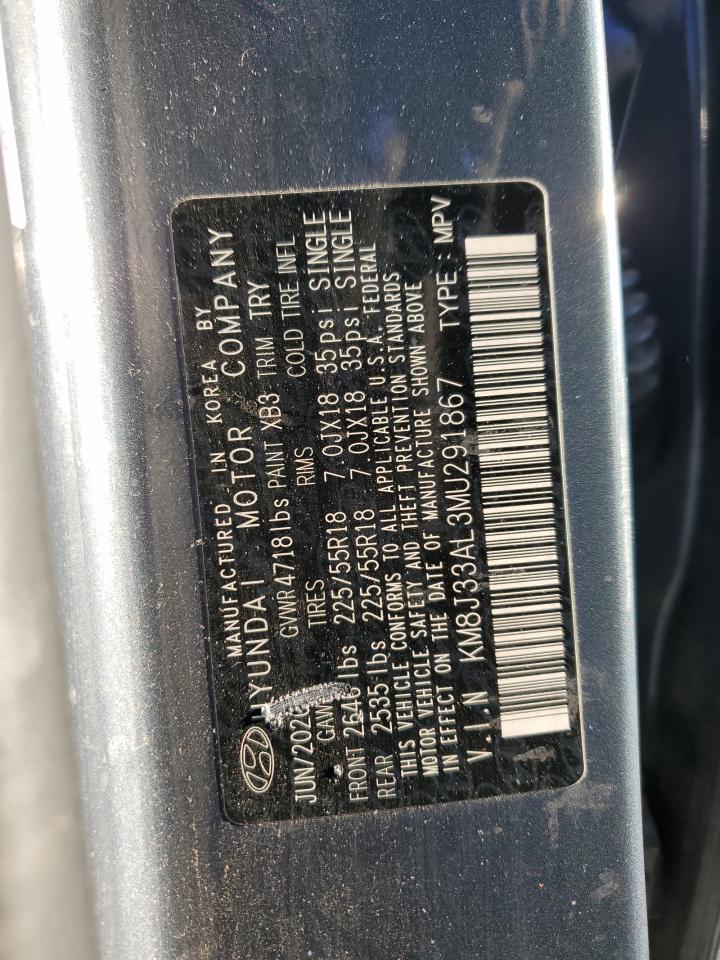 MANUFACTURED IN KOREA BY
HYUNDAI MOTOR COMPANY
JUN/2020 GVWR 4718lbs PAINT XB3 TRIM TRY
TIRES RIMS COLD TIRE INFL
FRONT lbs 225/55R18 7.0JX18 35psi SINGLE
REAR 2535lbs 225/55R18 7.0JX18 35psi SINGLE
THIS VEHICLE CONFORMS TO ALL APPLICABLE U.S.A. FEDERAL
MOTOR VEHICLE SAFETY AND THEFT PREVENTION STANDARDS
IN EFFECT ON THE DATE OF MANUFACTURE SHOWN ABOVE
V.I.N KM8J33AL3MU291867 TYPE : MPV